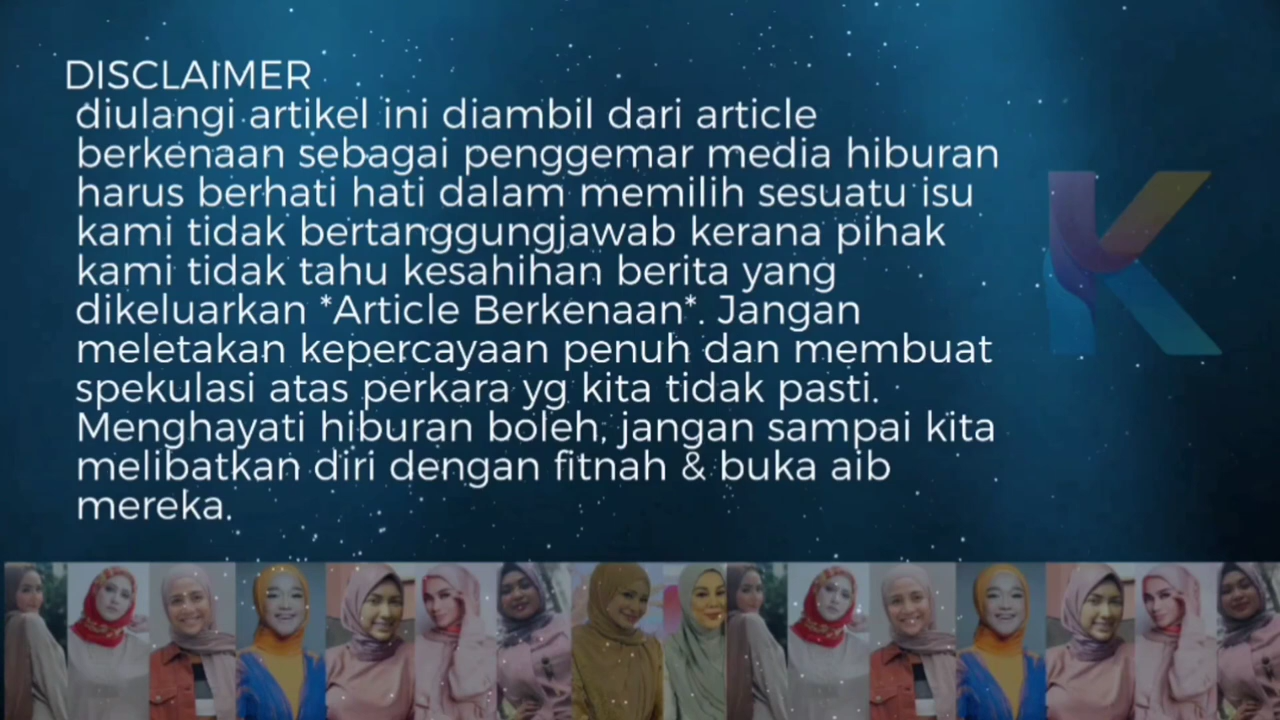 DISCLAIMER
diulangi artikel ini diambil dari article
berkenaan sebagai penggemar media hiburan
harus berhati hati dalam memilih sesuatu isu
kami tidak bertanggungjawab kerana pihak
kami tidak tahu kesahihan berita yang
dikeluarkan *Article Berkenaan*. Jangan
meletakan kepercayaan penuh dan membuat
spekulasi atas perkara yg kita tidak pasti.
Menghayati hiburan boleh, jangan sampai kita
melibatkan diri dengan fitnah & buka aib
mereka.
K